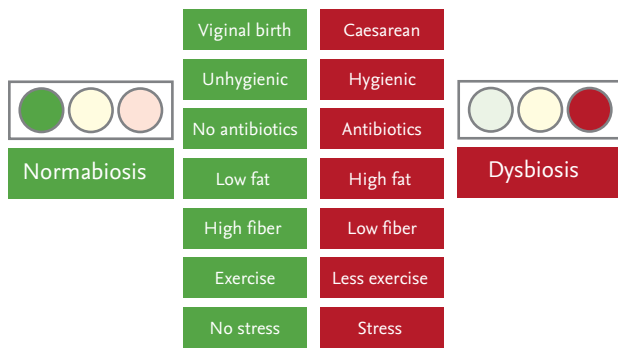 Viginal birth
Caesarean
Unhygienic
Hygienic
No antibiotics
Antibiotics
Normabiosis
Dysbiosis
Low fat
High fat
High fiber
Low fiber
Exercise
Less exercise
No stress
Stress